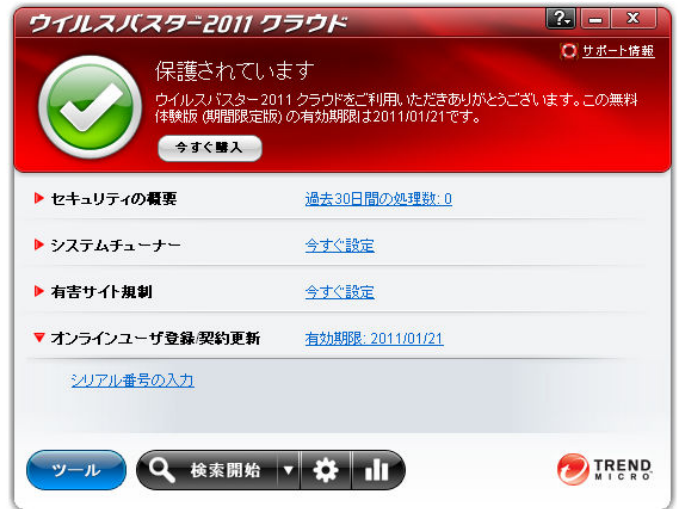 ウイルスバスター2011 クラウド
?
サポート情報
保護されています
ウイルスバスター2011 クラウドをご利用いただきありがとうございます。この無料
体験版 (期間限定版) の有効期限は2011/01/21です。
今すぐ購入
セキュリティの概要 過去30日間の処理数: 0
システムチューナー 今すぐ設定
有害サイト規制 今すぐ設定
オンラインユーザ登録/契約更新 有効期限: 2011/01/21
シリアル番号の入力
ツール 検索開始
TREND
MICRO